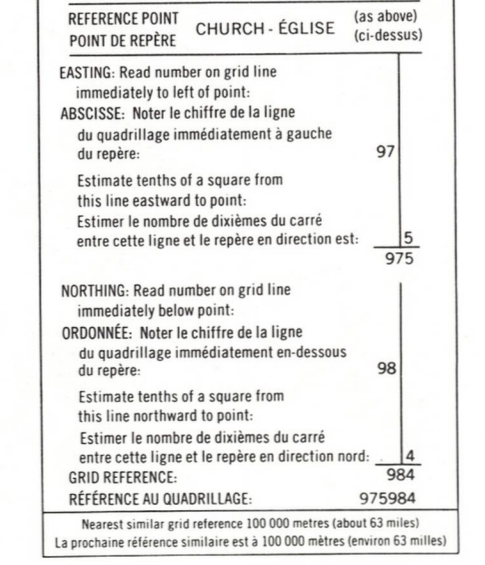 REFERENCE POINT CHURCH - ÉGLISE (as above)
POINT DE REPÈRE (ci-dessus)
EASTING: Read number on grid line
immediately to left of point:
ABSCISSE: Noter le chiffre de la ligne
du quadrillage immédiatement à gauche
du repère: 97
Estimate tenths of a square from
this line eastward to point:
Estimer le nombre de dixièmes du carré
entre cette ligne et le repère en direction est: 5
975
NORTHING: Read number on grid line
immediately below point:
ORDONNÉE: Noter le chiffre de la ligne
du quadrillage immédiatement en-dessous
du repère: 98
Estimate tenths of a square from
this line northward to point:
Estimer le nombre de dixièmes du carré
entre cette ligne et le repère en direction nord: 4
GRID REFERENCE: 984
RÉFÉRENCE AU QUADRILLAGE: 975984
Nearest similar grid reference 100 000 metres (about 63 miles)
La prochaine référence similaire est à 100 000 mètres (environ 63 milles)